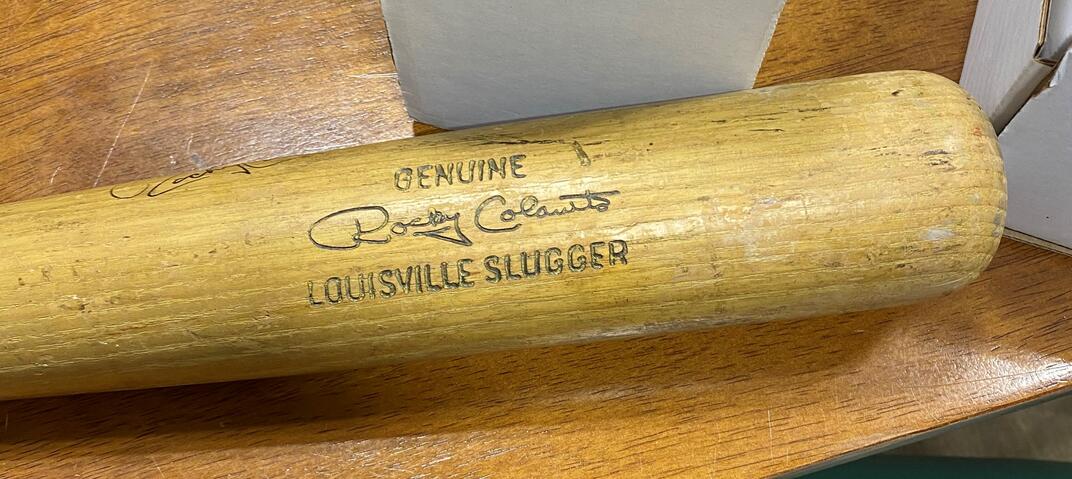 GENUINE
Rocky Colavito
LOUISVILLE SLUGGER